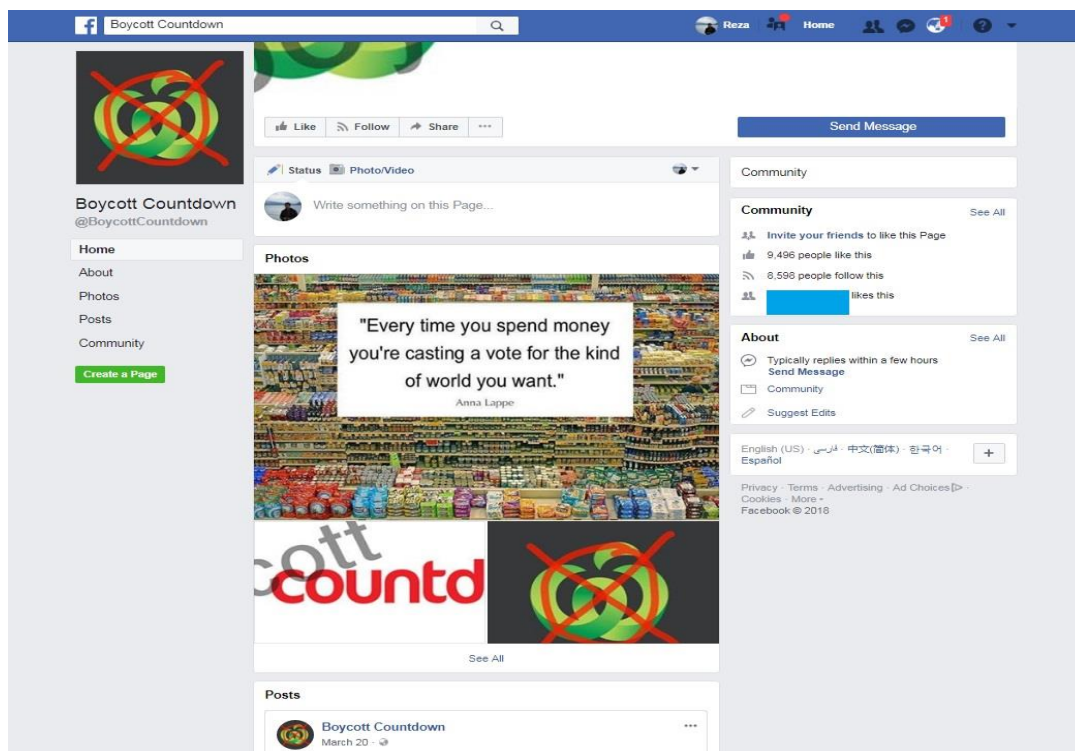 Boycott Countdown
Reza
Home
1
?
Like
Follow
Share
Send Message
Status
Photo/Video
Write something on this Page...
Boycott Countdown
@BoycottCountdown
Home
About
Photos
Posts
Community
Create a Page
Photos
"Every time you spend money
you're casting a vote for the kind
of world you want."
Anna Lappe
cott
countd
See All
Posts
Boycott Countdown
March 20
Community
Community
See All
Invite your friends to like this Page
9,496 people like this
8,598 people follow this
likes this
About
See All
Typically replies within a few hours
Send Message
Community
Suggest Edits
English (US) · فارسی · 中文(简体) · 한국어 ·
Español
Privacy · Terms · Advertising · Ad Choices ·
Cookies · More
Facebook © 2018